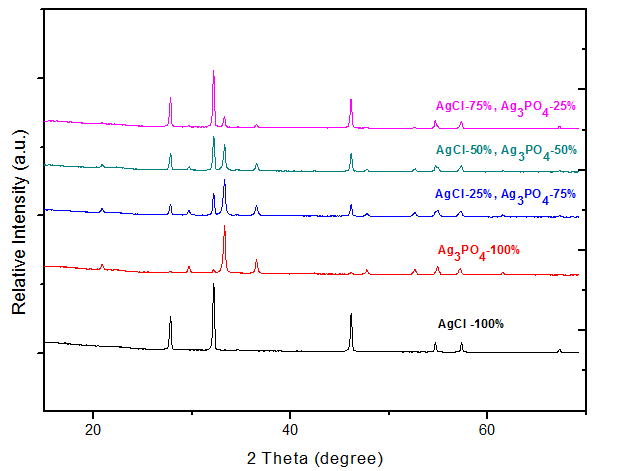 AgCl-75%, Ag3PO4-25%
AgCl-50%, Ag3PO4-50%
AgCl-25%, Ag3PO4-75%
Ag3PO4-100%
AgCl -100%
Relative Intensity (a.u.)
20 40 60
2 Theta (degree)